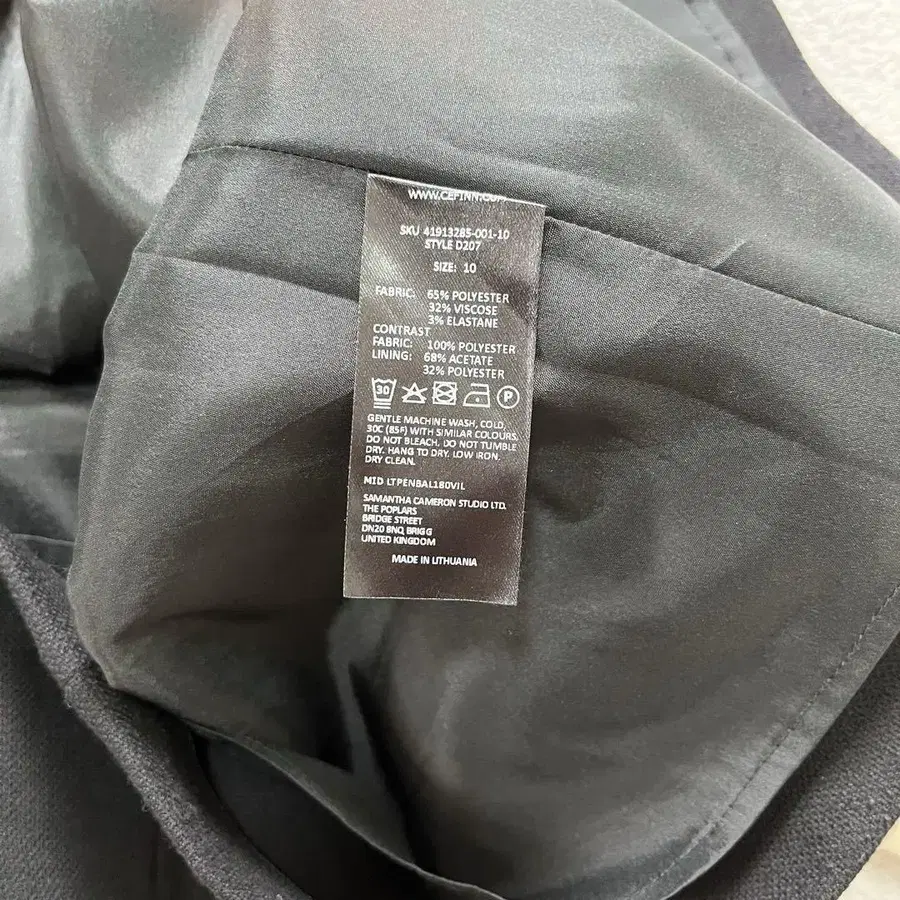 WWW.CEFINN.COM
SKU 41913285-001-10
STYLE D207
SIZE: 10
FABRIC: 65% POLYESTER
32% VISCOSE
3% ELASTANE
CONTRAST
FABRIC: 100% POLYESTER
LINING: 68% ACETATE
32% POLYESTER
30 P
GENTLE MACHINE WASH, COLD,
30C (85F) WITH SIMILAR COLOURS.
DO NOT BLEACH. DO NOT TUMBLE
DRY. HANG TO DRY. LOW IRON.
DRY CLEAN.
MID LTPENBAL180VIL
SAMANTHA CAMERON STUDIO LTD.
THE POPLARS
BRIDGE STREET
DN20 8NQ, BRIGG
UNITED KINGDOM
MADE IN LITHUANIA